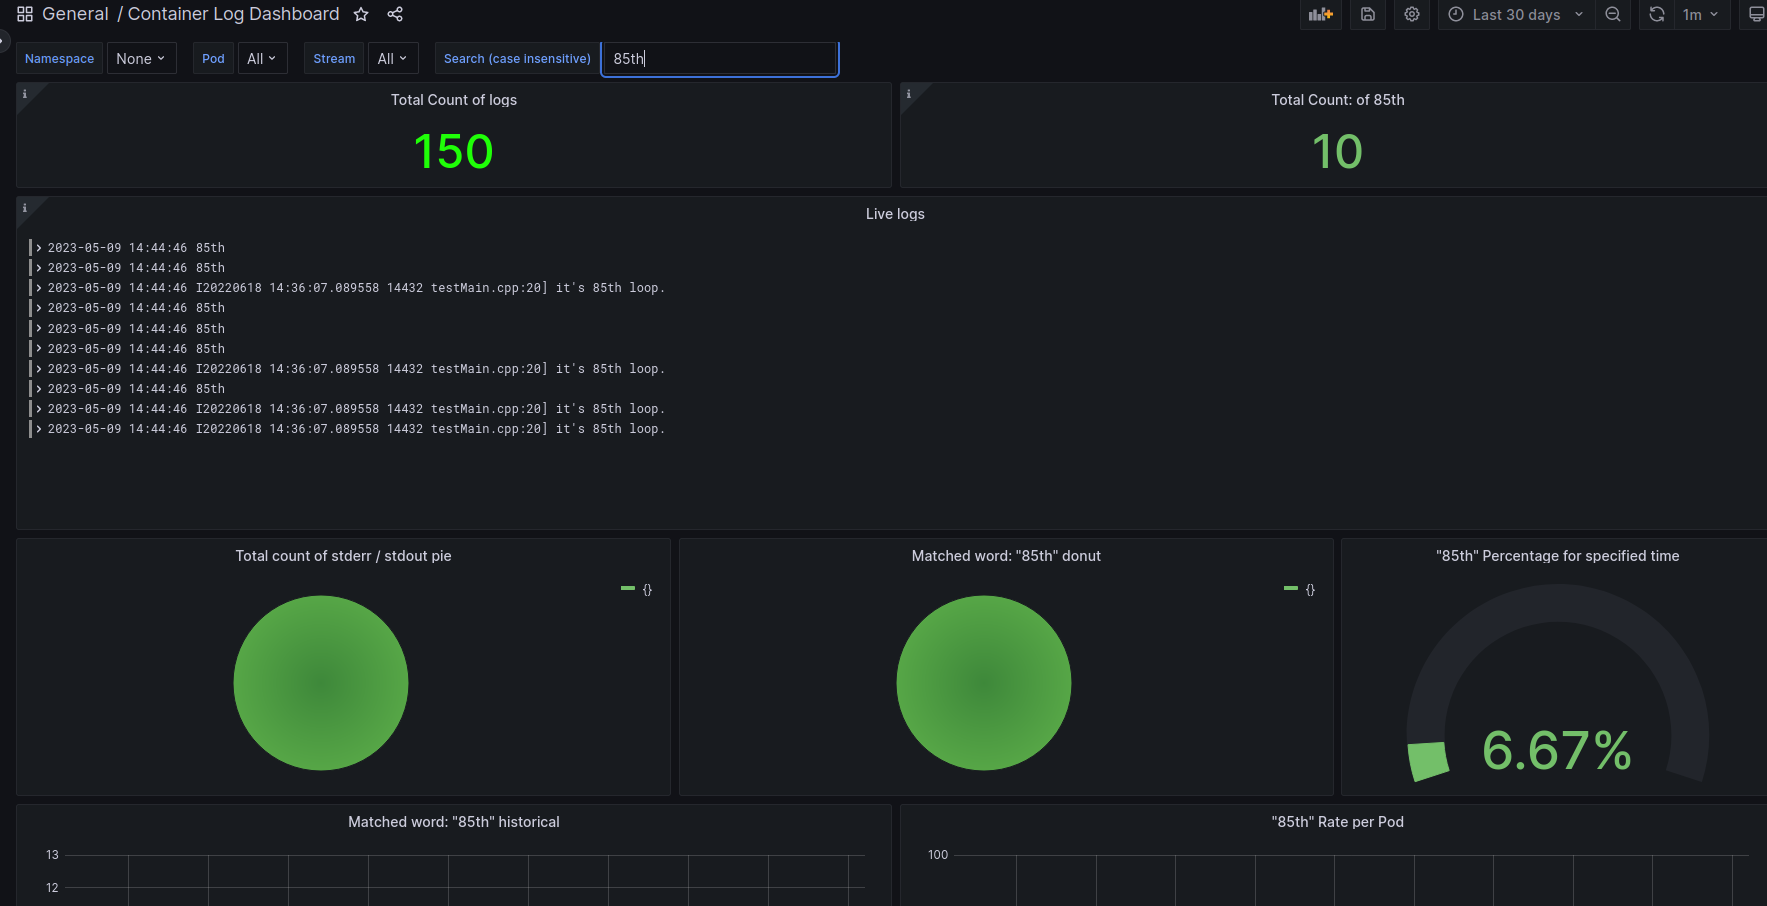 General / Container Log Dashboard
Last 30 days
1m
Namespace None Pod All Stream All Search (case insensitive) 85th
Total Count of logs
150
Total Count: of 85th
10
Live logs
2023-05-09 14:44:46 85th
2023-05-09 14:44:46 85th
2023-05-09 14:44:46 I20220618 14:36:07.089558 14432 testMain.cpp:20] it's 85th loop.
2023-05-09 14:44:46 85th
2023-05-09 14:44:46 85th
2023-05-09 14:44:46 85th
2023-05-09 14:44:46 I20220618 14:36:07.089558 14432 testMain.cpp:20] it's 85th loop.
2023-05-09 14:44:46 85th
2023-05-09 14:44:46 I20220618 14:36:07.089558 14432 testMain.cpp:20] it's 85th loop.
2023-05-09 14:44:46 I20220618 14:36:07.089558 14432 testMain.cpp:20] it's 85th loop.
Total count of stderr / stdout pie
{}
Matched word: "85th" donut
{}
"85th" Percentage for specified time
6.67%
Matched word: "85th" historical
13
12
"85th" Rate per Pod
100